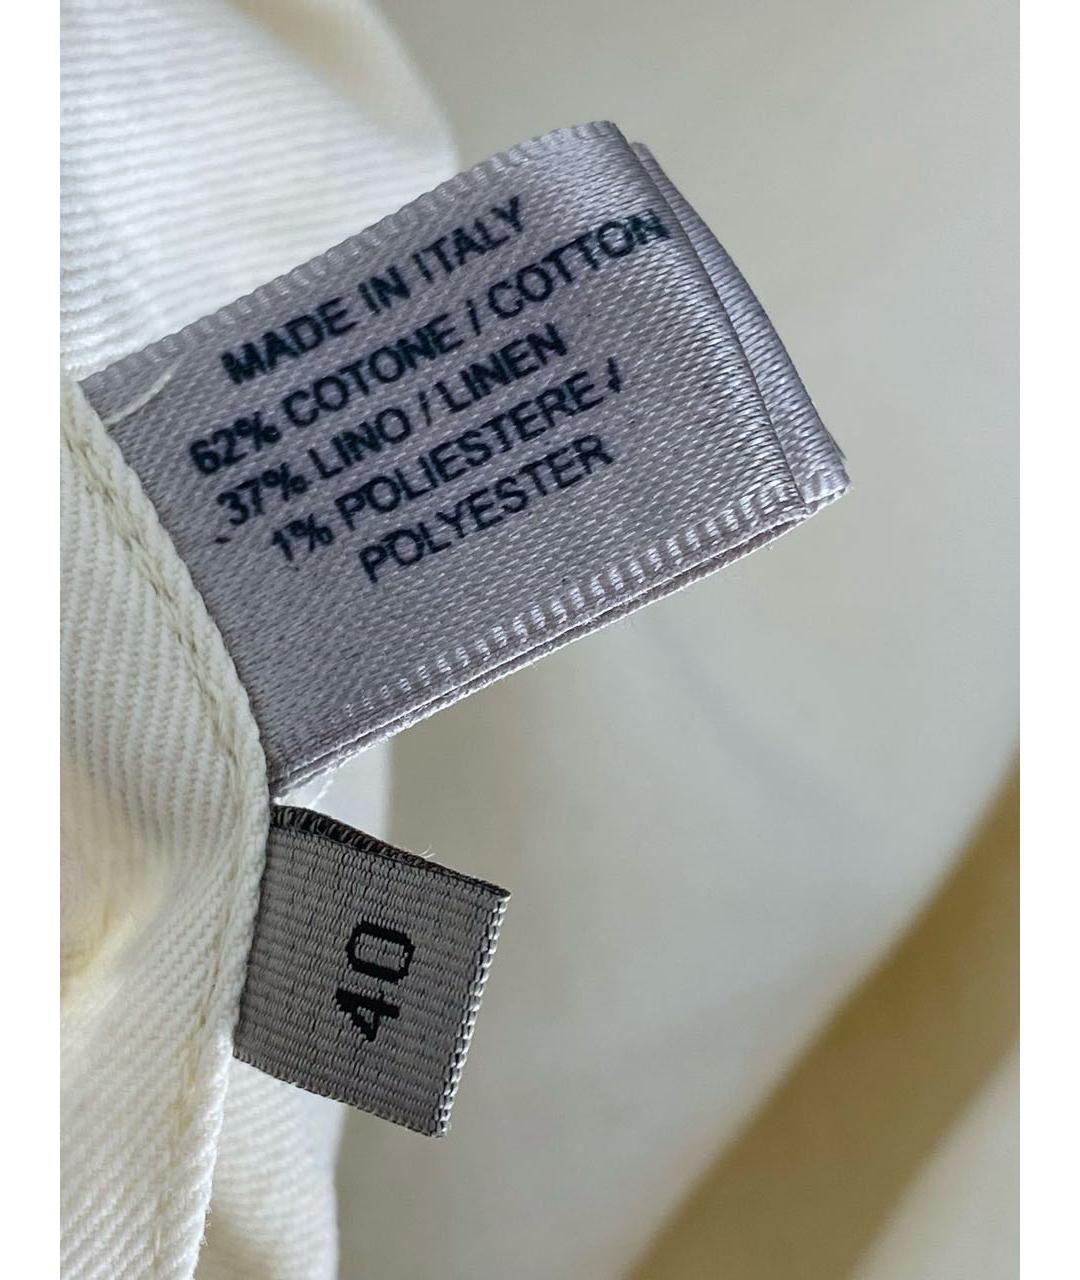 MADE IN ITALY
62% COTONE / COTTON
37% LINO / LINEN
1% POLIESTERE /
POLYESTER
40